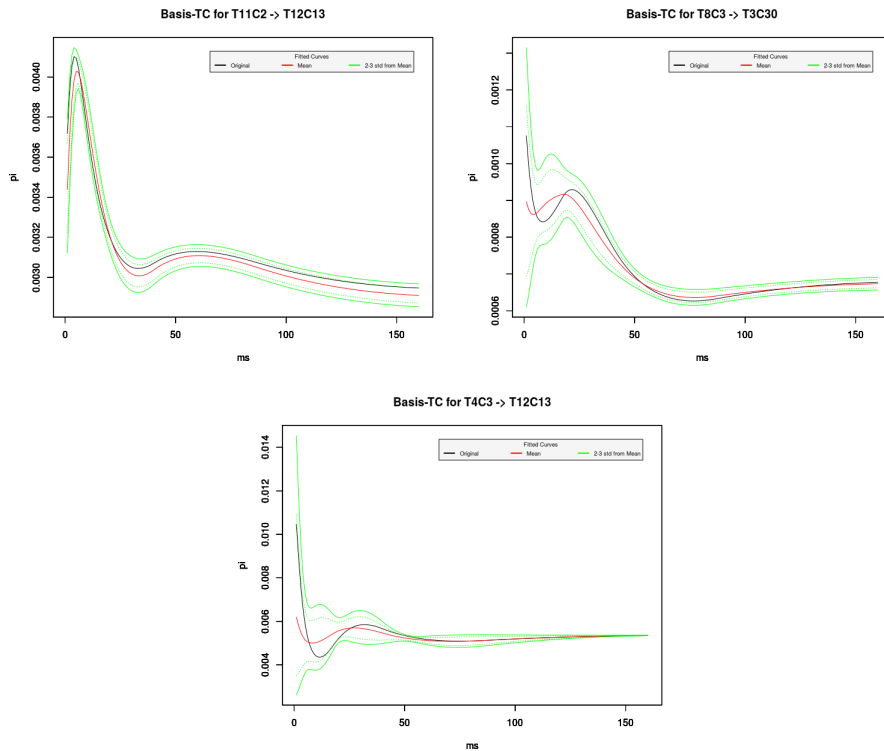 Basis-TC for T11C2 -> T12C13
Fitted Curves
Original Mean 2-3 std from Mean
pi
0.0030 0.0032 0.0034 0.0036 0.0038 0.0040
0 50 100 150
ms
Basis-TC for T8C3 -> T3C30
Fitted Curves
Original Mean 2-3 std from Mean
pi
0.0006 0.0008 0.0010 0.0012
0 50 100 150
ms
Basis-TC for T4C3 -> T12C13
Fitted Curves
Original Mean 2-3 std from Mean
pi
0.004 0.006 0.008 0.010 0.012 0.014
0 50 100 150
ms